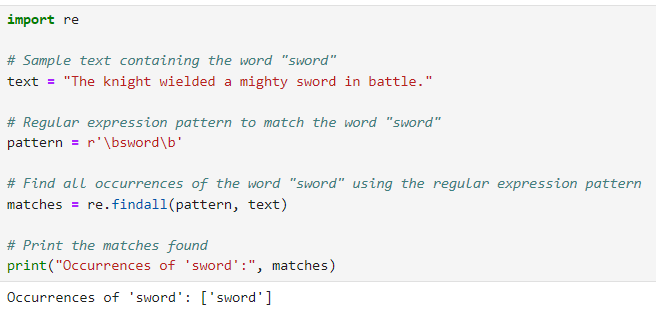 import re
# Sample text containing the word "sword"
text = "The knight wielded a mighty sword in battle."
# Regular expression pattern to match the word "sword"
pattern = r'\bsword\b'
# Find all occurrences of the word "sword" using the regular expression pattern
matches = re.findall(pattern, text)
# Print the matches found
print("Occurrences of 'sword':", matches)
Occurrences of 'sword': ['sword']